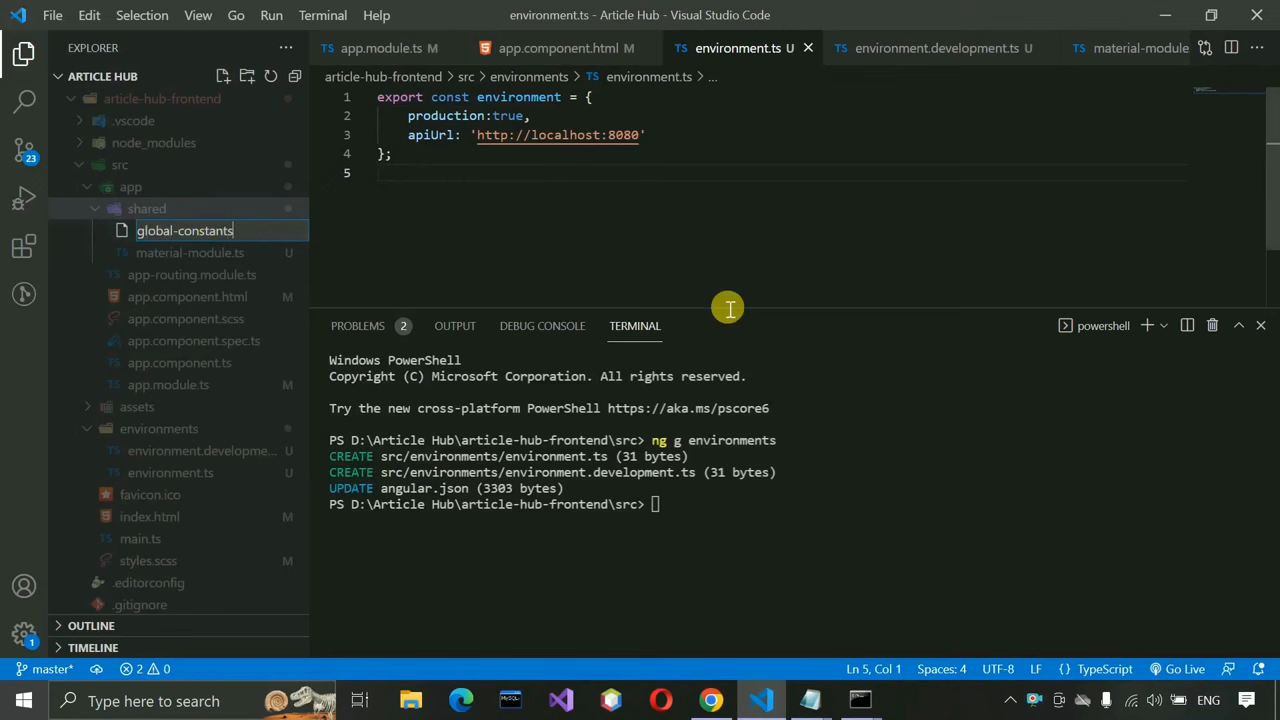 File Edit Selection View Go Run Terminal Help
environment.ts - Article Hub - Visual Studio Code
EXPLORER
ARTICLE HUB
article-hub-frontend
.vscode
node_modules
src
app
shared
global-constants
material-module.ts U
app-routing.module.ts
app.component.html M
app.component.scss
app.component.spec.ts
app.component.ts
app.module.ts M
assets
environments
environment.developme... U
environment.ts U
favicon.ico
index.html M
main.ts
styles.scss M
.editorconfig
.gitignore
OUTLINE
TIMELINE
23
1
app.module.ts M
app.component.html M
environment.ts U
environment.development.ts U
material-module
article-hub-frontend > src > environments > environment.ts > ...
1 export const environment = {
2 production:true,
3 apiUrl: 'http://localhost:8080'
4 };
5
PROBLEMS 2 OUTPUT DEBUG CONSOLE TERMINAL
powershell
Windows PowerShell
Copyright (C) Microsoft Corporation. All rights reserved.
Try the new cross-platform PowerShell https://aka.ms/pscore6
PS D:\Article Hub\article-hub-frontend\src> ng g environments
CREATE src/environments/environment.ts (31 bytes)
CREATE src/environments/environment.development.ts (31 bytes)
UPDATE angular.json (3303 bytes)
PS D:\Article Hub\article-hub-frontend\src>
master* 2 0 Ln 5, Col 1 Spaces: 4 UTF-8 LF { } TypeScript Go Live
Type here to search
MySQL
ENG